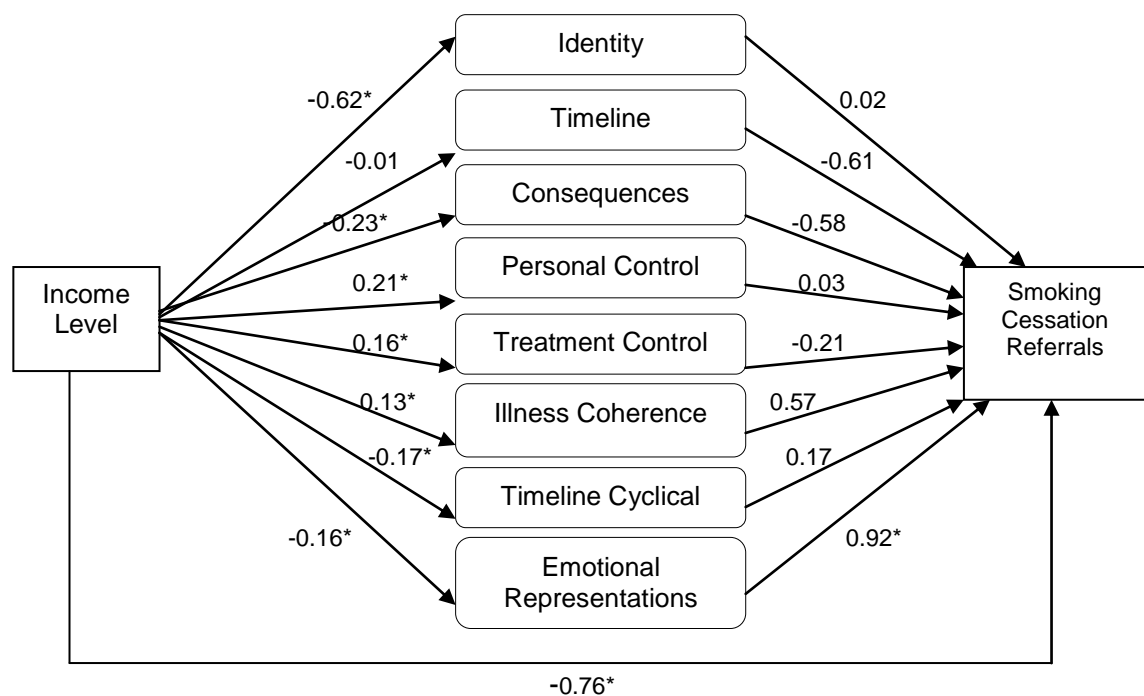 Identity
-0.62*
0.02
Timeline
-0.01
-0.61
Consequences
-0.23*
-0.58
Income
Level
Personal Control
0.21*
0.03
Smoking
Cessation
Referrals
Treatment Control
0.16*
-0.21
Illness Coherence
0.13*
0.57
Timeline Cyclical
-0.17*
0.17
Emotional
Representations
-0.16*
0.92*
-0.76*